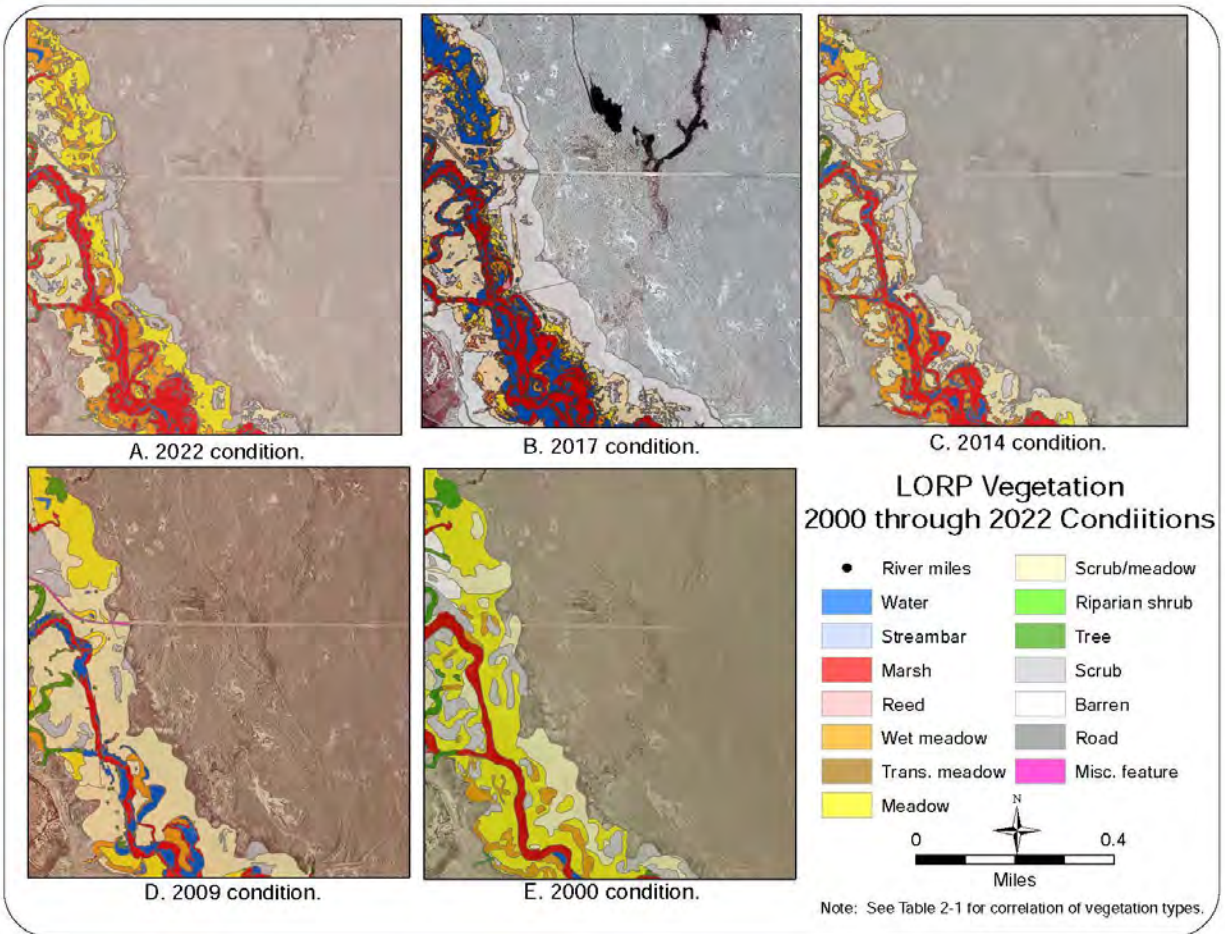 A. 2022 condition.
B. 2017 condition.
C. 2014 condition.
D. 2009 condition.
E. 2000 condition.
LORP Vegetation
2000 through 2022 Condiitions
River miles
Water
Streambar
Marsh
Reed
Wet meadow
Trans. meadow
Meadow
Scrub/meadow
Riparian shrub
Tree
Scrub
Barren
Road
Misc. feature
N
0 0.4
Miles
Note: See Table 2-1 for correlation of vegetation types.